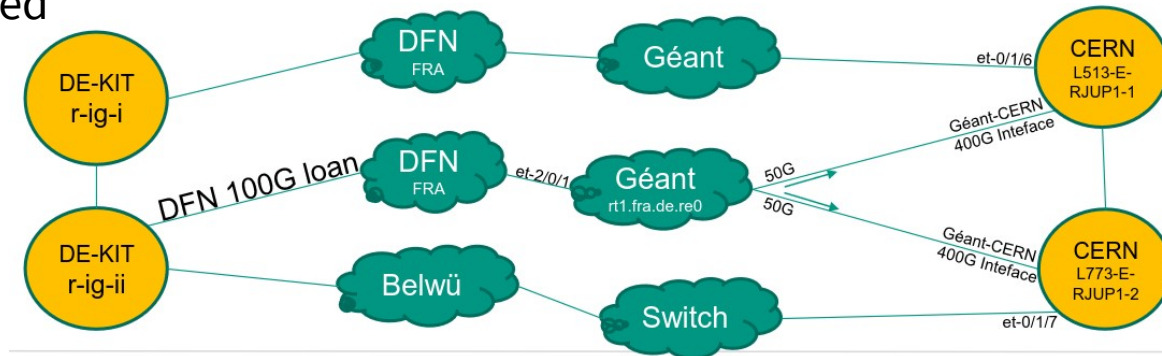 ed
DFN
FRA
Géant
et-0/1/6
CERN
L513-E-
RJUP1-1
DE-KIT
r-ig-i
Géant-CERN
400G Inteface
DFN 100G loan
DFN
FRA
et-2/0/1
Géant
rt1.fra.de.re0
50G
50G
DE-KIT
r-ig-ii
Géant-CERN
400G Inteface
CERN
L773-E-
RJUP1-2
Belwü
Switch
et-0/1/7